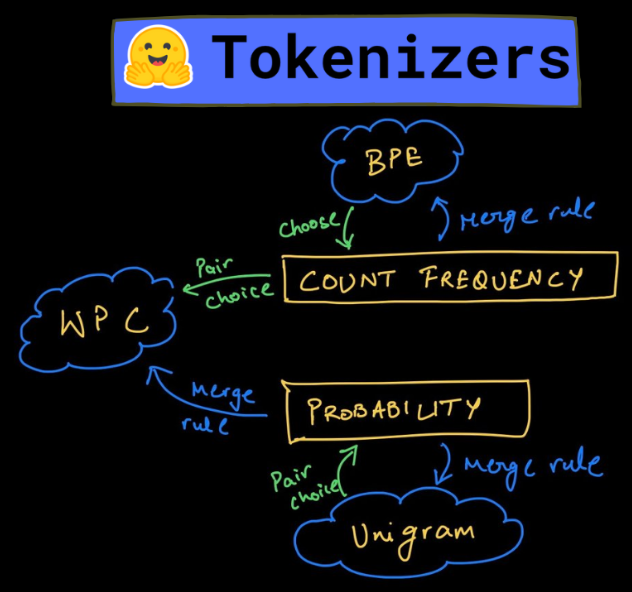 Tokenizers
BPE
Choose
Merge rule
Pair
choice
COUNT FREQUENCY
WPC
Merge
rule
PROBABILITY
Pair
choice
Merge rule
Unigram